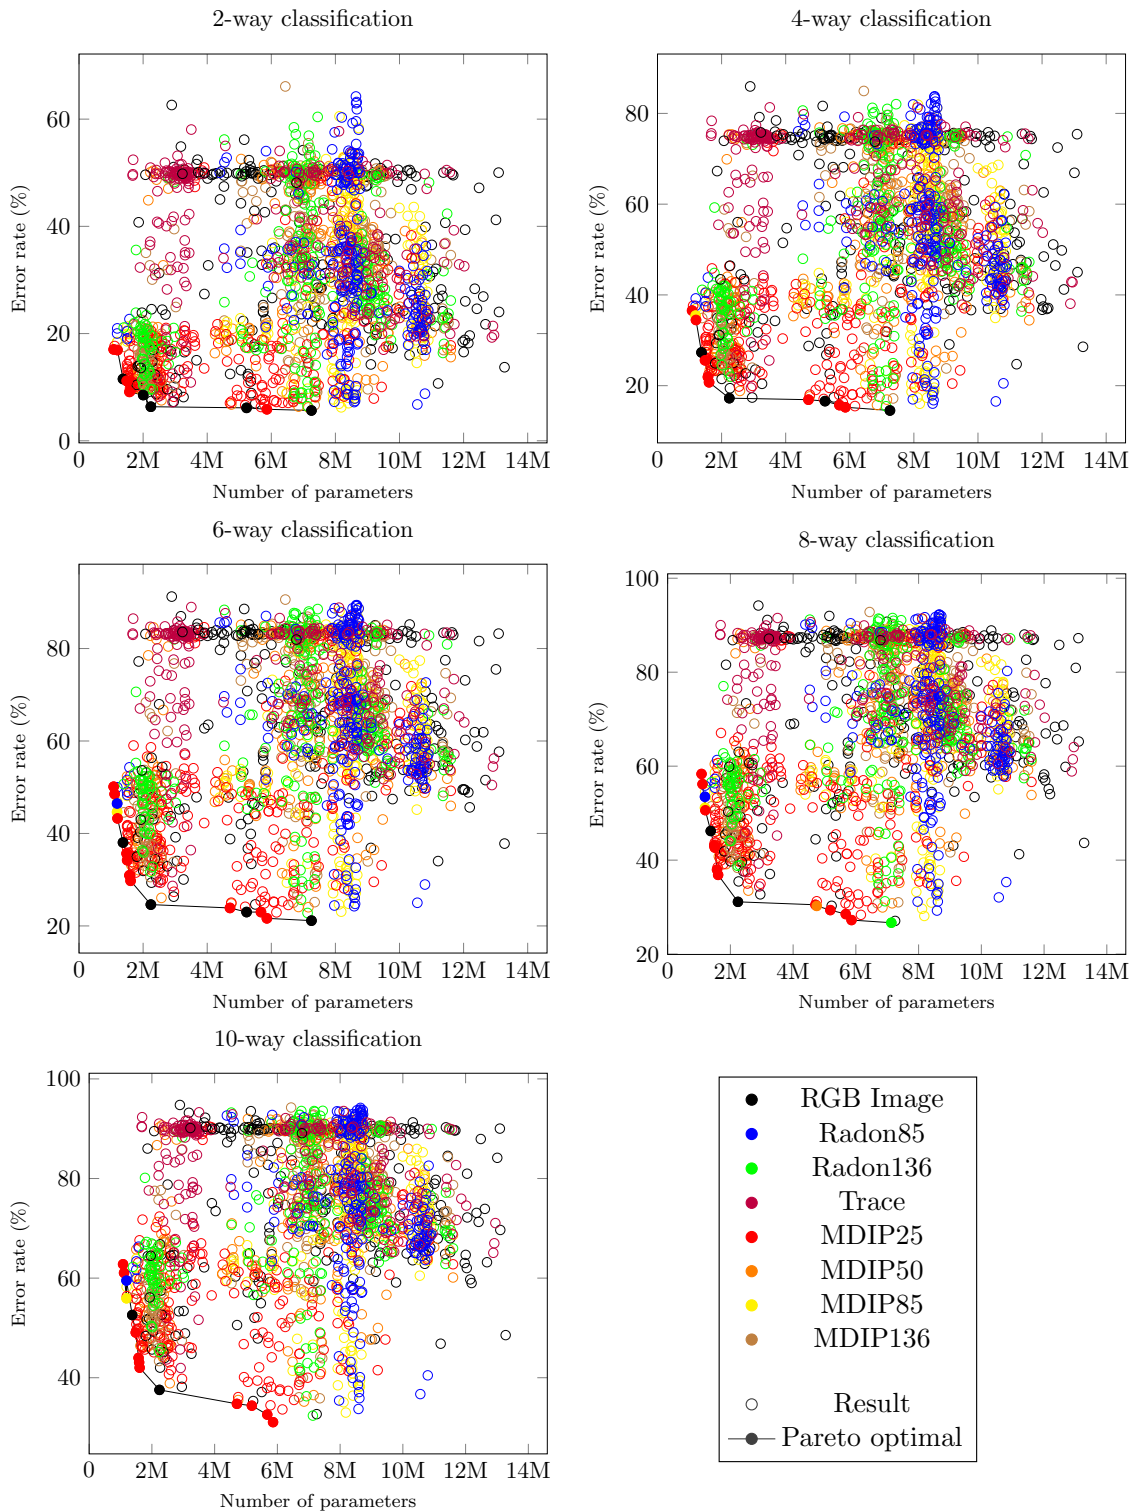 2-way classification
60
40
20
0
Error rate (%)
2M 4M 6M 8M 10M 12M 14M
Number of parameters
4-way classification
80
60
40
20
Error rate (%)
0 2M 4M 6M 8M 10M 12M 14M
Number of parameters
6-way classification
80
60
40
20
Error rate (%)
0 2M 4M 6M 8M 10M 12M 14M
Number of parameters
8-way classification
100
80
60
40
20
Error rate (%)
0 2M 4M 6M 8M 10M 12M 14M
Number of parameters
10-way classification
100
80
60
40
Error rate (%)
0 2M 4M 6M 8M 10M 12M 14M
Number of parameters
RGB Image
Radon85
Radon136
Trace
MDIP25
MDIP50
MDIP85
MDIP136
Result
Pareto optimal